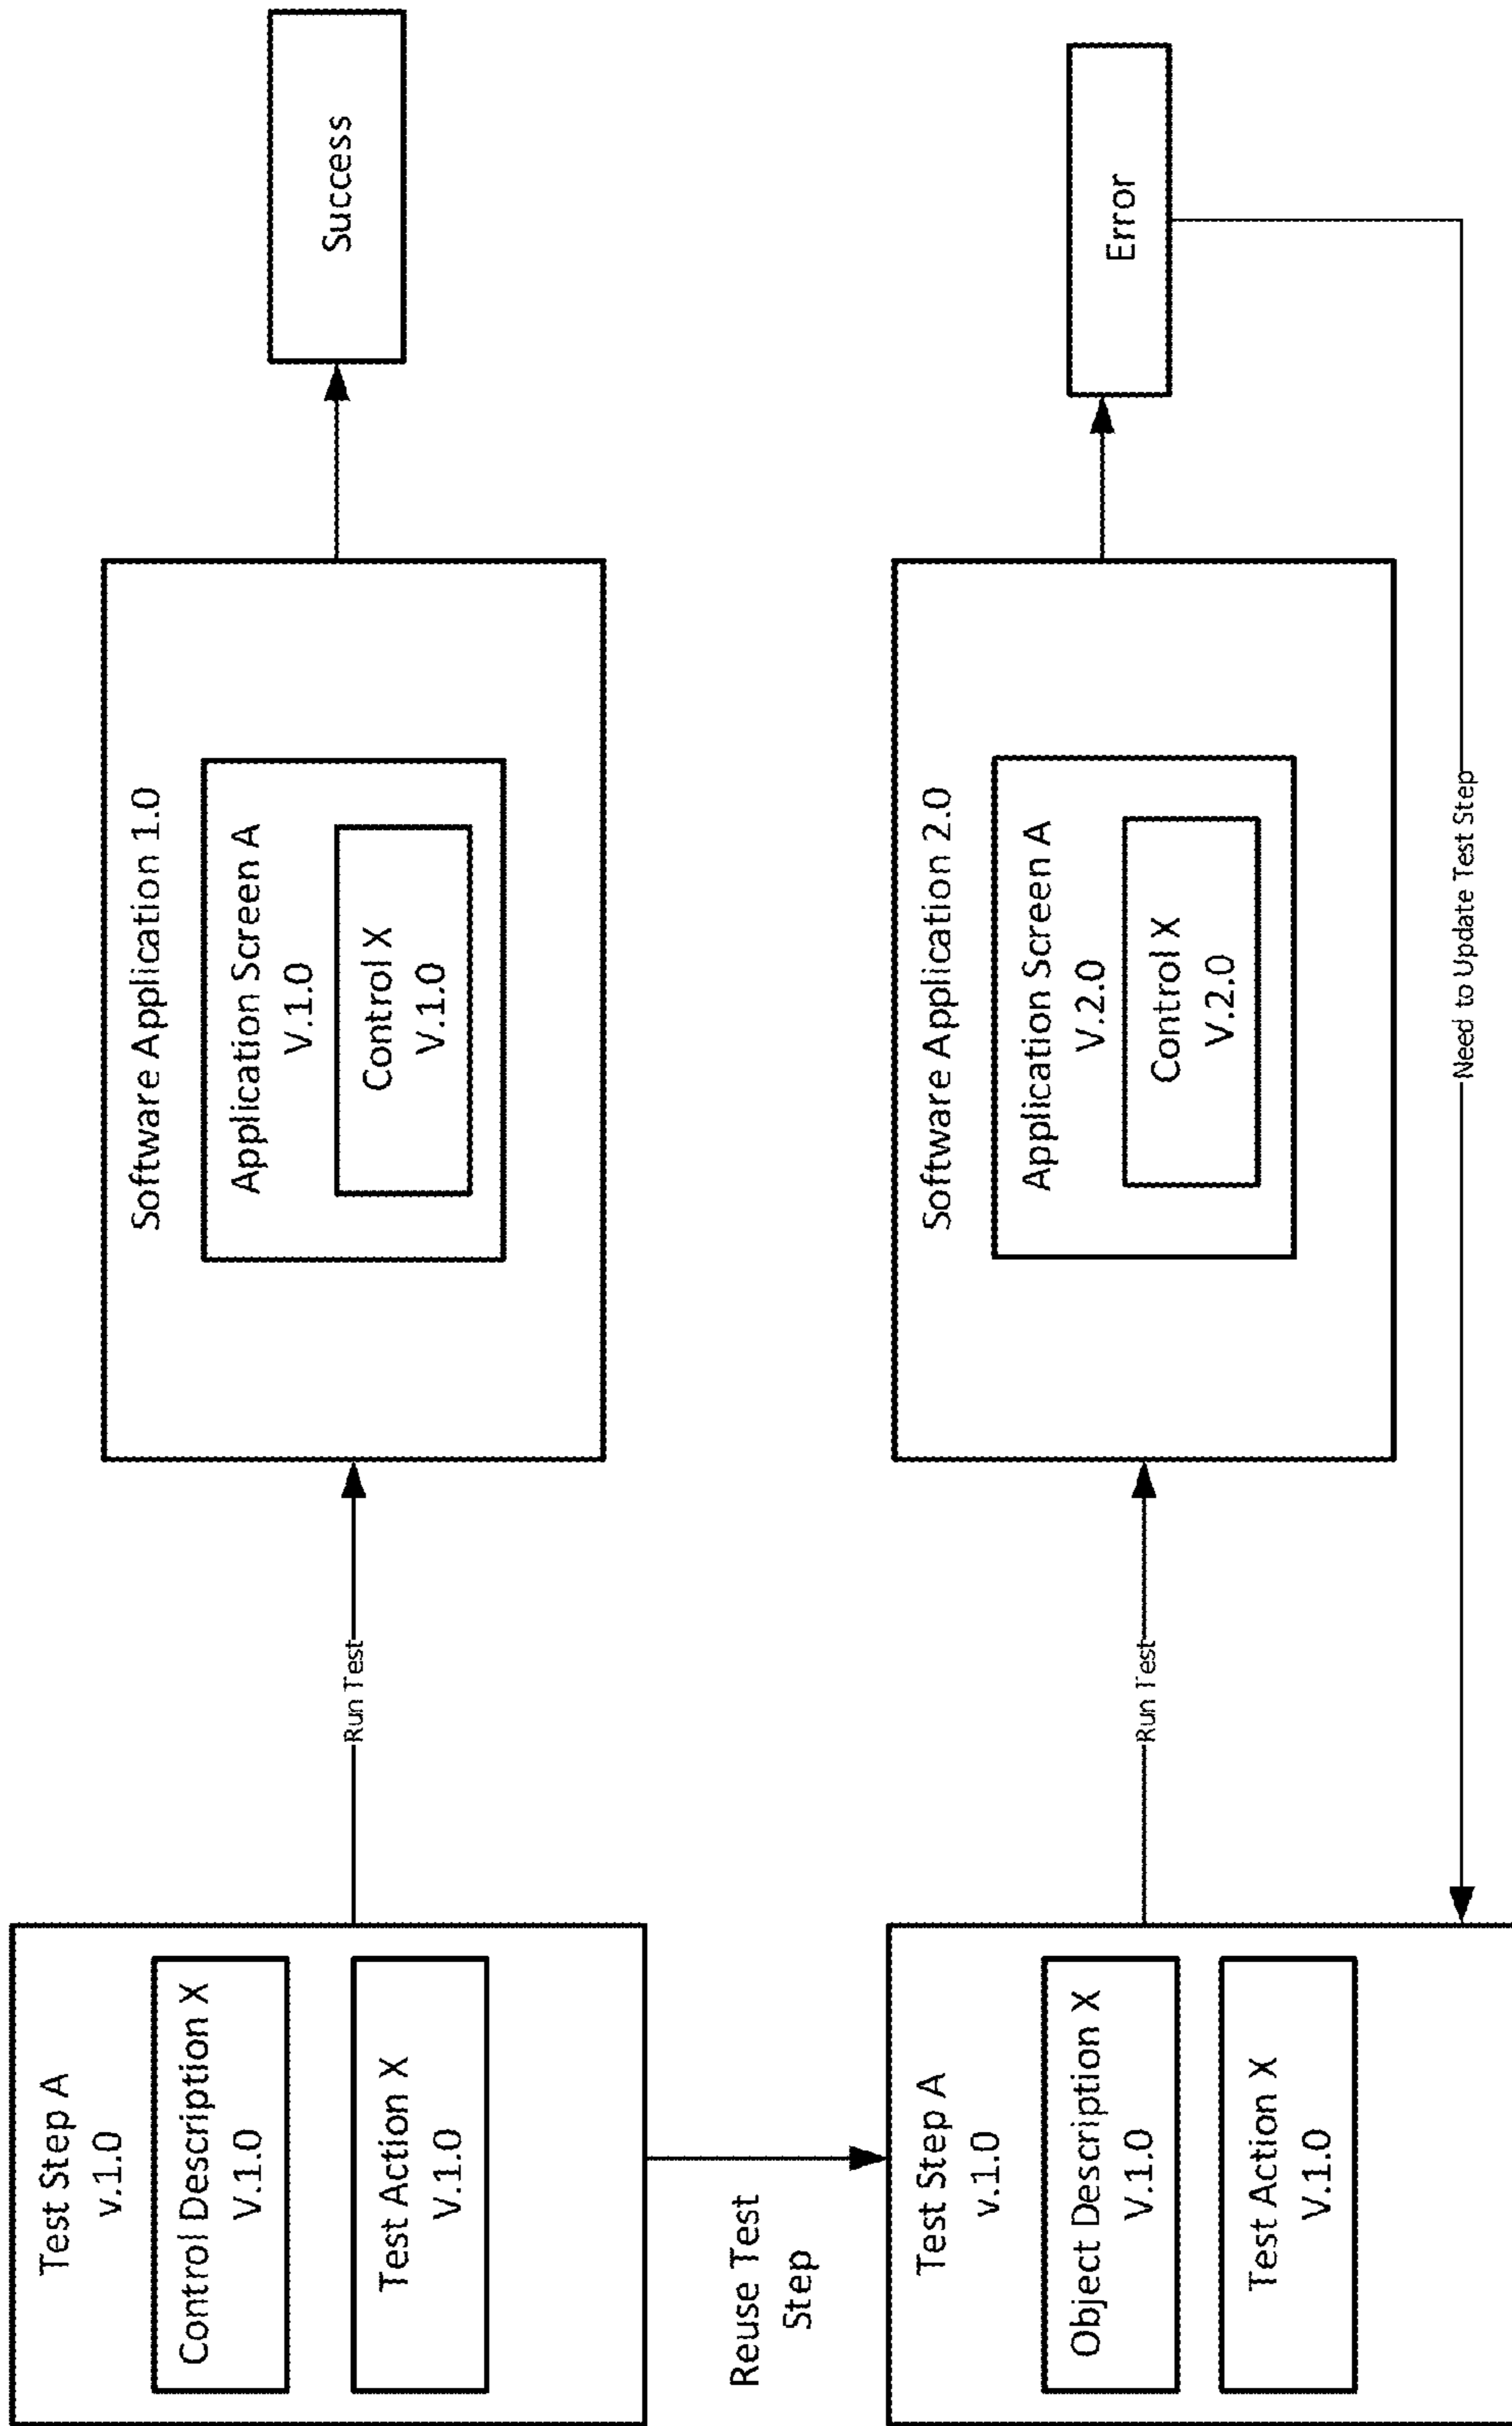 Test Step A
v.1.0
Control Description X
V.1.0
Test Action X
V.1.0
Run Test
Software Application 1.0
Application Screen A
V.1.0
Control X
V.1.0
Success
Reuse Test
Step
Test Step A
v.1.0
Object Description X
V.1.0
Test Action X
V.1.0
Run Test
Software Application 2.0
Application Screen A
V.2.0
Control X
V.2.0
Error
Need to Update Test Step